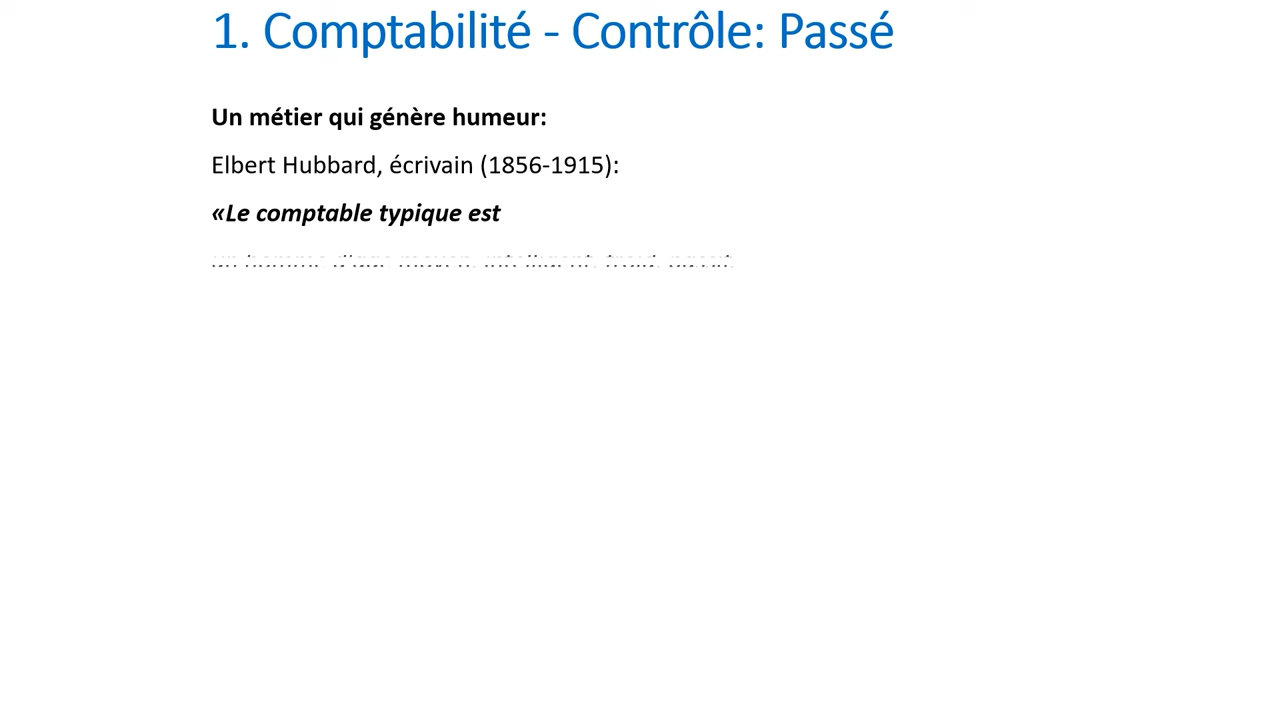 1. Comptabilité - Contrôle: Passé
Un métier qui génère humeur:
Elbert Hubbard, écrivain (1856-1915):
«Le comptable typique est